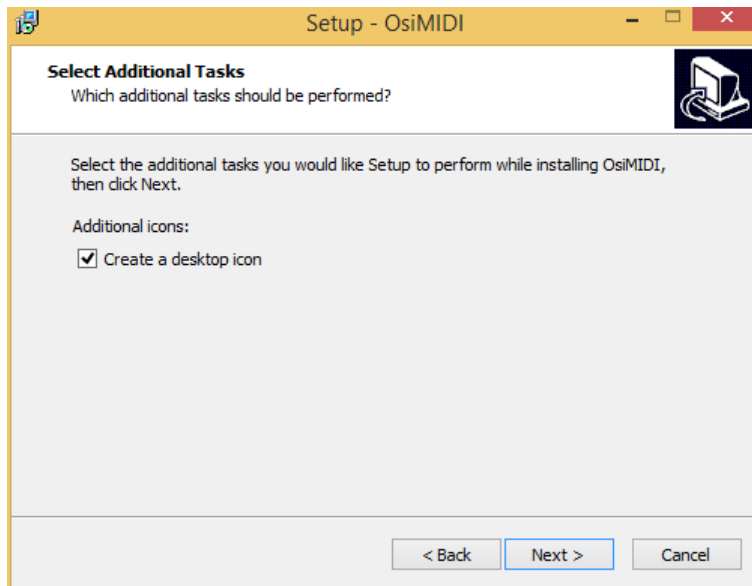 Setup - OsiMIDI
Select Additional Tasks
Which additional tasks should be performed?
Select the additional tasks you would like Setup to perform while installing OsiMIDI,
then click Next.
Additional icons:
Create a desktop icon
< Back
Next >
Cancel